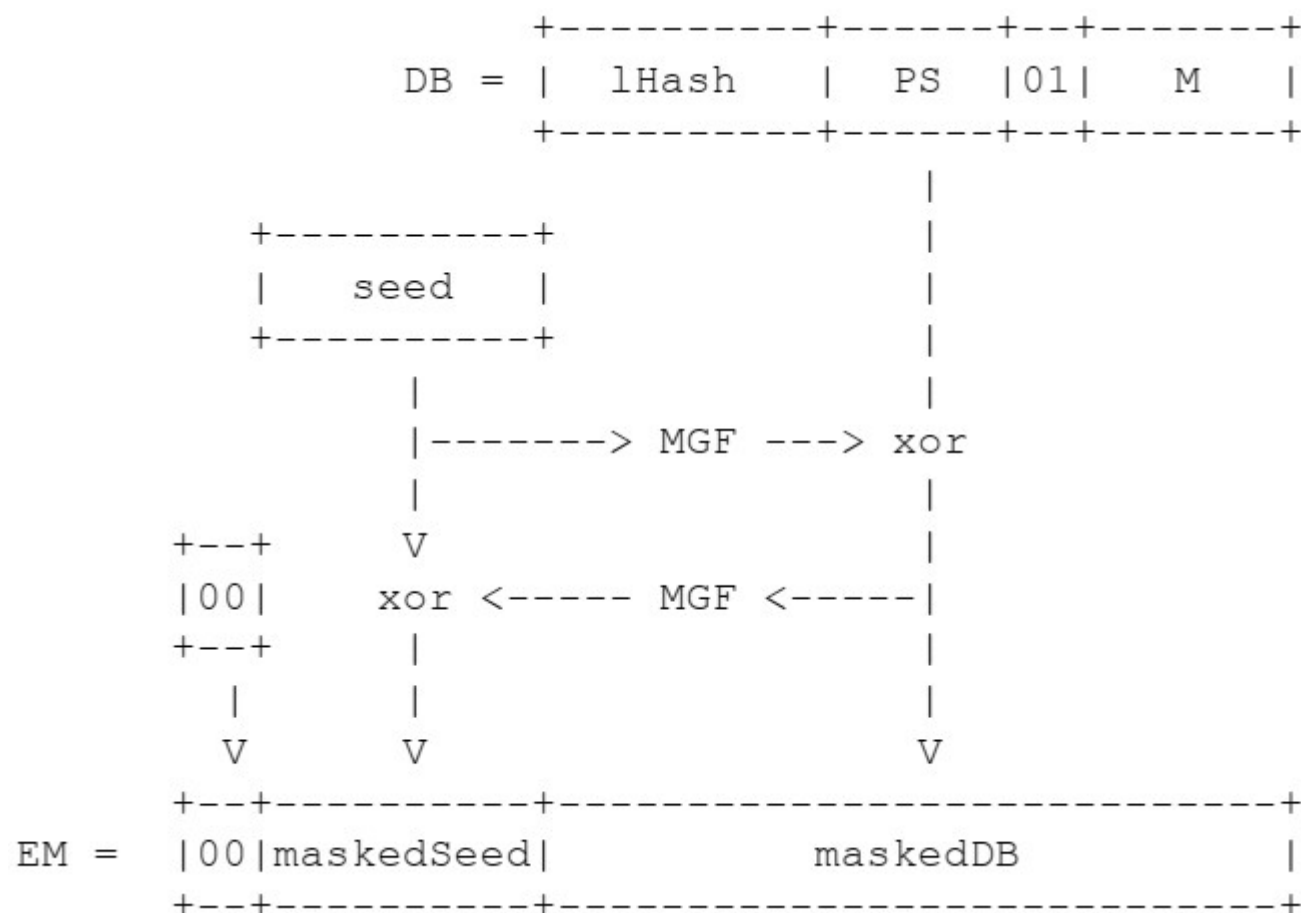 +----------+------+--+-------+
DB = |  lHash   |  PS  |01|   M   |
+----------+------+--+-------+
|
+----------+ |
|   seed   | |
+----------+ |
| |
|-------> MGF ---> xor
| |
+--+ V |
|00| xor <----- MGF <-----|
+--+ | |
| | |
V V V
+--+----------+----------------------------+
EM = |00|maskedSeed|          maskedDB          |
+--+----------+----------------------------+